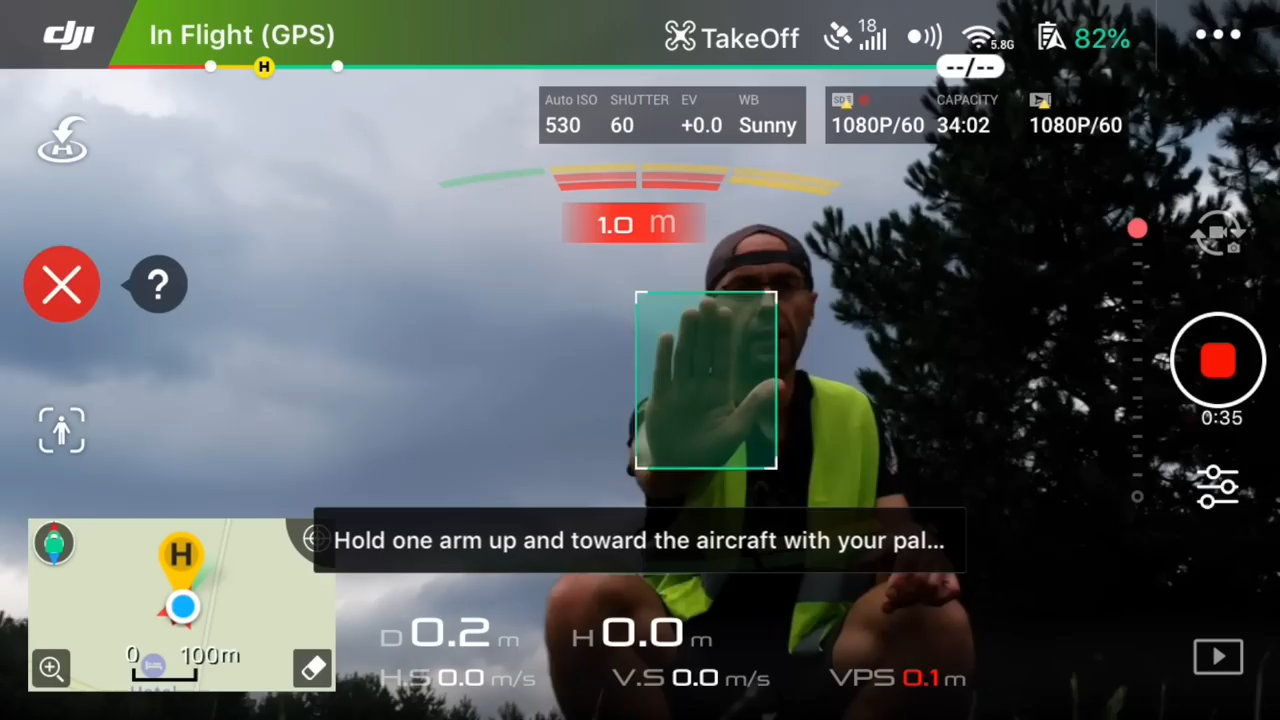 dji
In Flight (GPS)
TakeOff
18
5.8G
82%
H
--/--
Auto ISO SHUTTER EV WB
530 60 +0.0 Sunny
SD CAPACITY
1080P/60 34:02 1080P/60
1.0 m
?
0:35
Hold one arm up and toward the aircraft with your pal...
H
0 100m
Hotel
D 0.2 m H 0.0 m
H.S 0.0 m/s V.S 0.0 m/s VPS 0.1 m